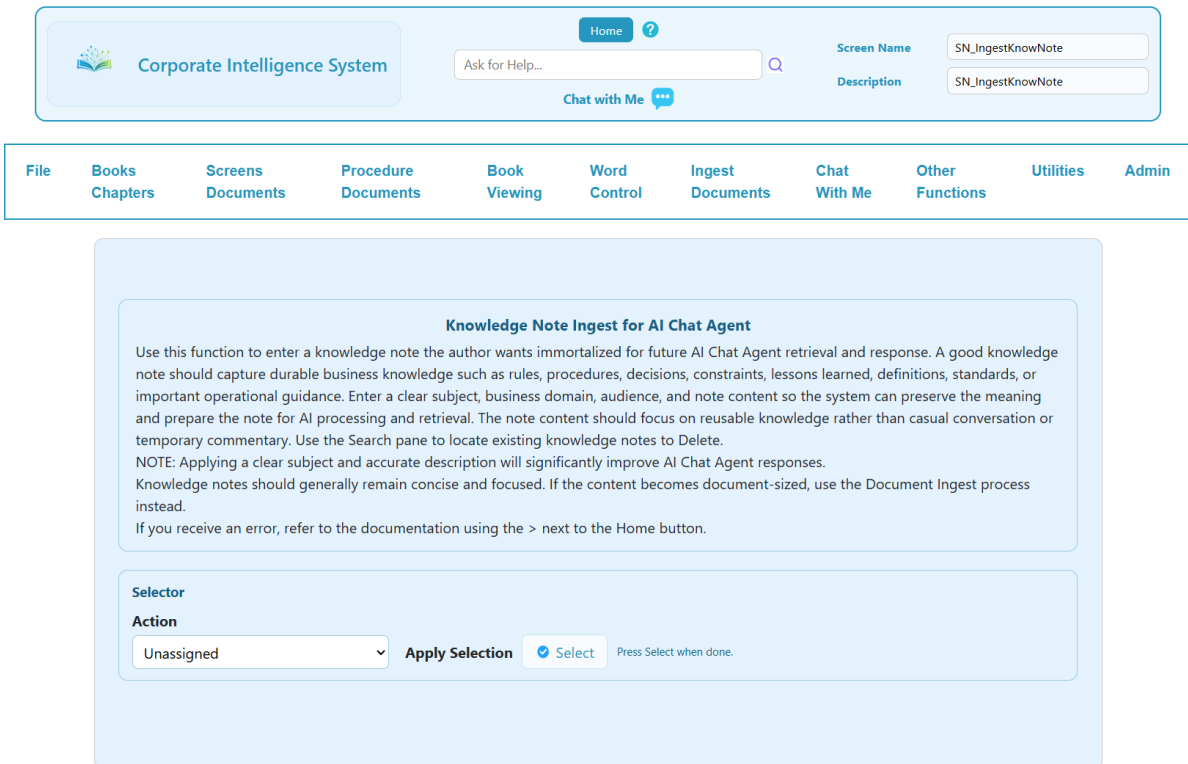 Corporate Intelligence System
Home
?
Ask for Help...
Chat with Me
Screen Name
SN_IngestKnowNote
Description
SN_IngestKnowNote
File
Books
Chapters
Screens
Documents
Procedure
Documents
Book
Viewing
Word
Control
Ingest
Documents
Chat
With Me
Other
Functions
Utilities
Admin
Knowledge Note Ingest for AI Chat Agent
Use this function to enter a knowledge note the author wants immortalized for future AI Chat Agent retrieval and response. A good knowledge
note should capture durable business knowledge such as rules, procedures, decisions, constraints, lessons learned, definitions, standards, or
important operational guidance. Enter a clear subject, business domain, audience, and note content so the system can preserve the meaning
and prepare the note for AI processing and retrieval. The note content should focus on reusable knowledge rather than casual conversation or
temporary commentary. Use the Search pane to locate existing knowledge notes to Delete.
NOTE: Applying a clear subject and accurate description will significantly improve AI Chat Agent responses.
Knowledge notes should generally remain concise and focused. If the content becomes document-sized, use the Document Ingest process
instead.
If you receive an error, refer to the documentation using the > next to the Home button.
Selector
Action
Unassigned
Apply Selection
Select
Press Select when done.